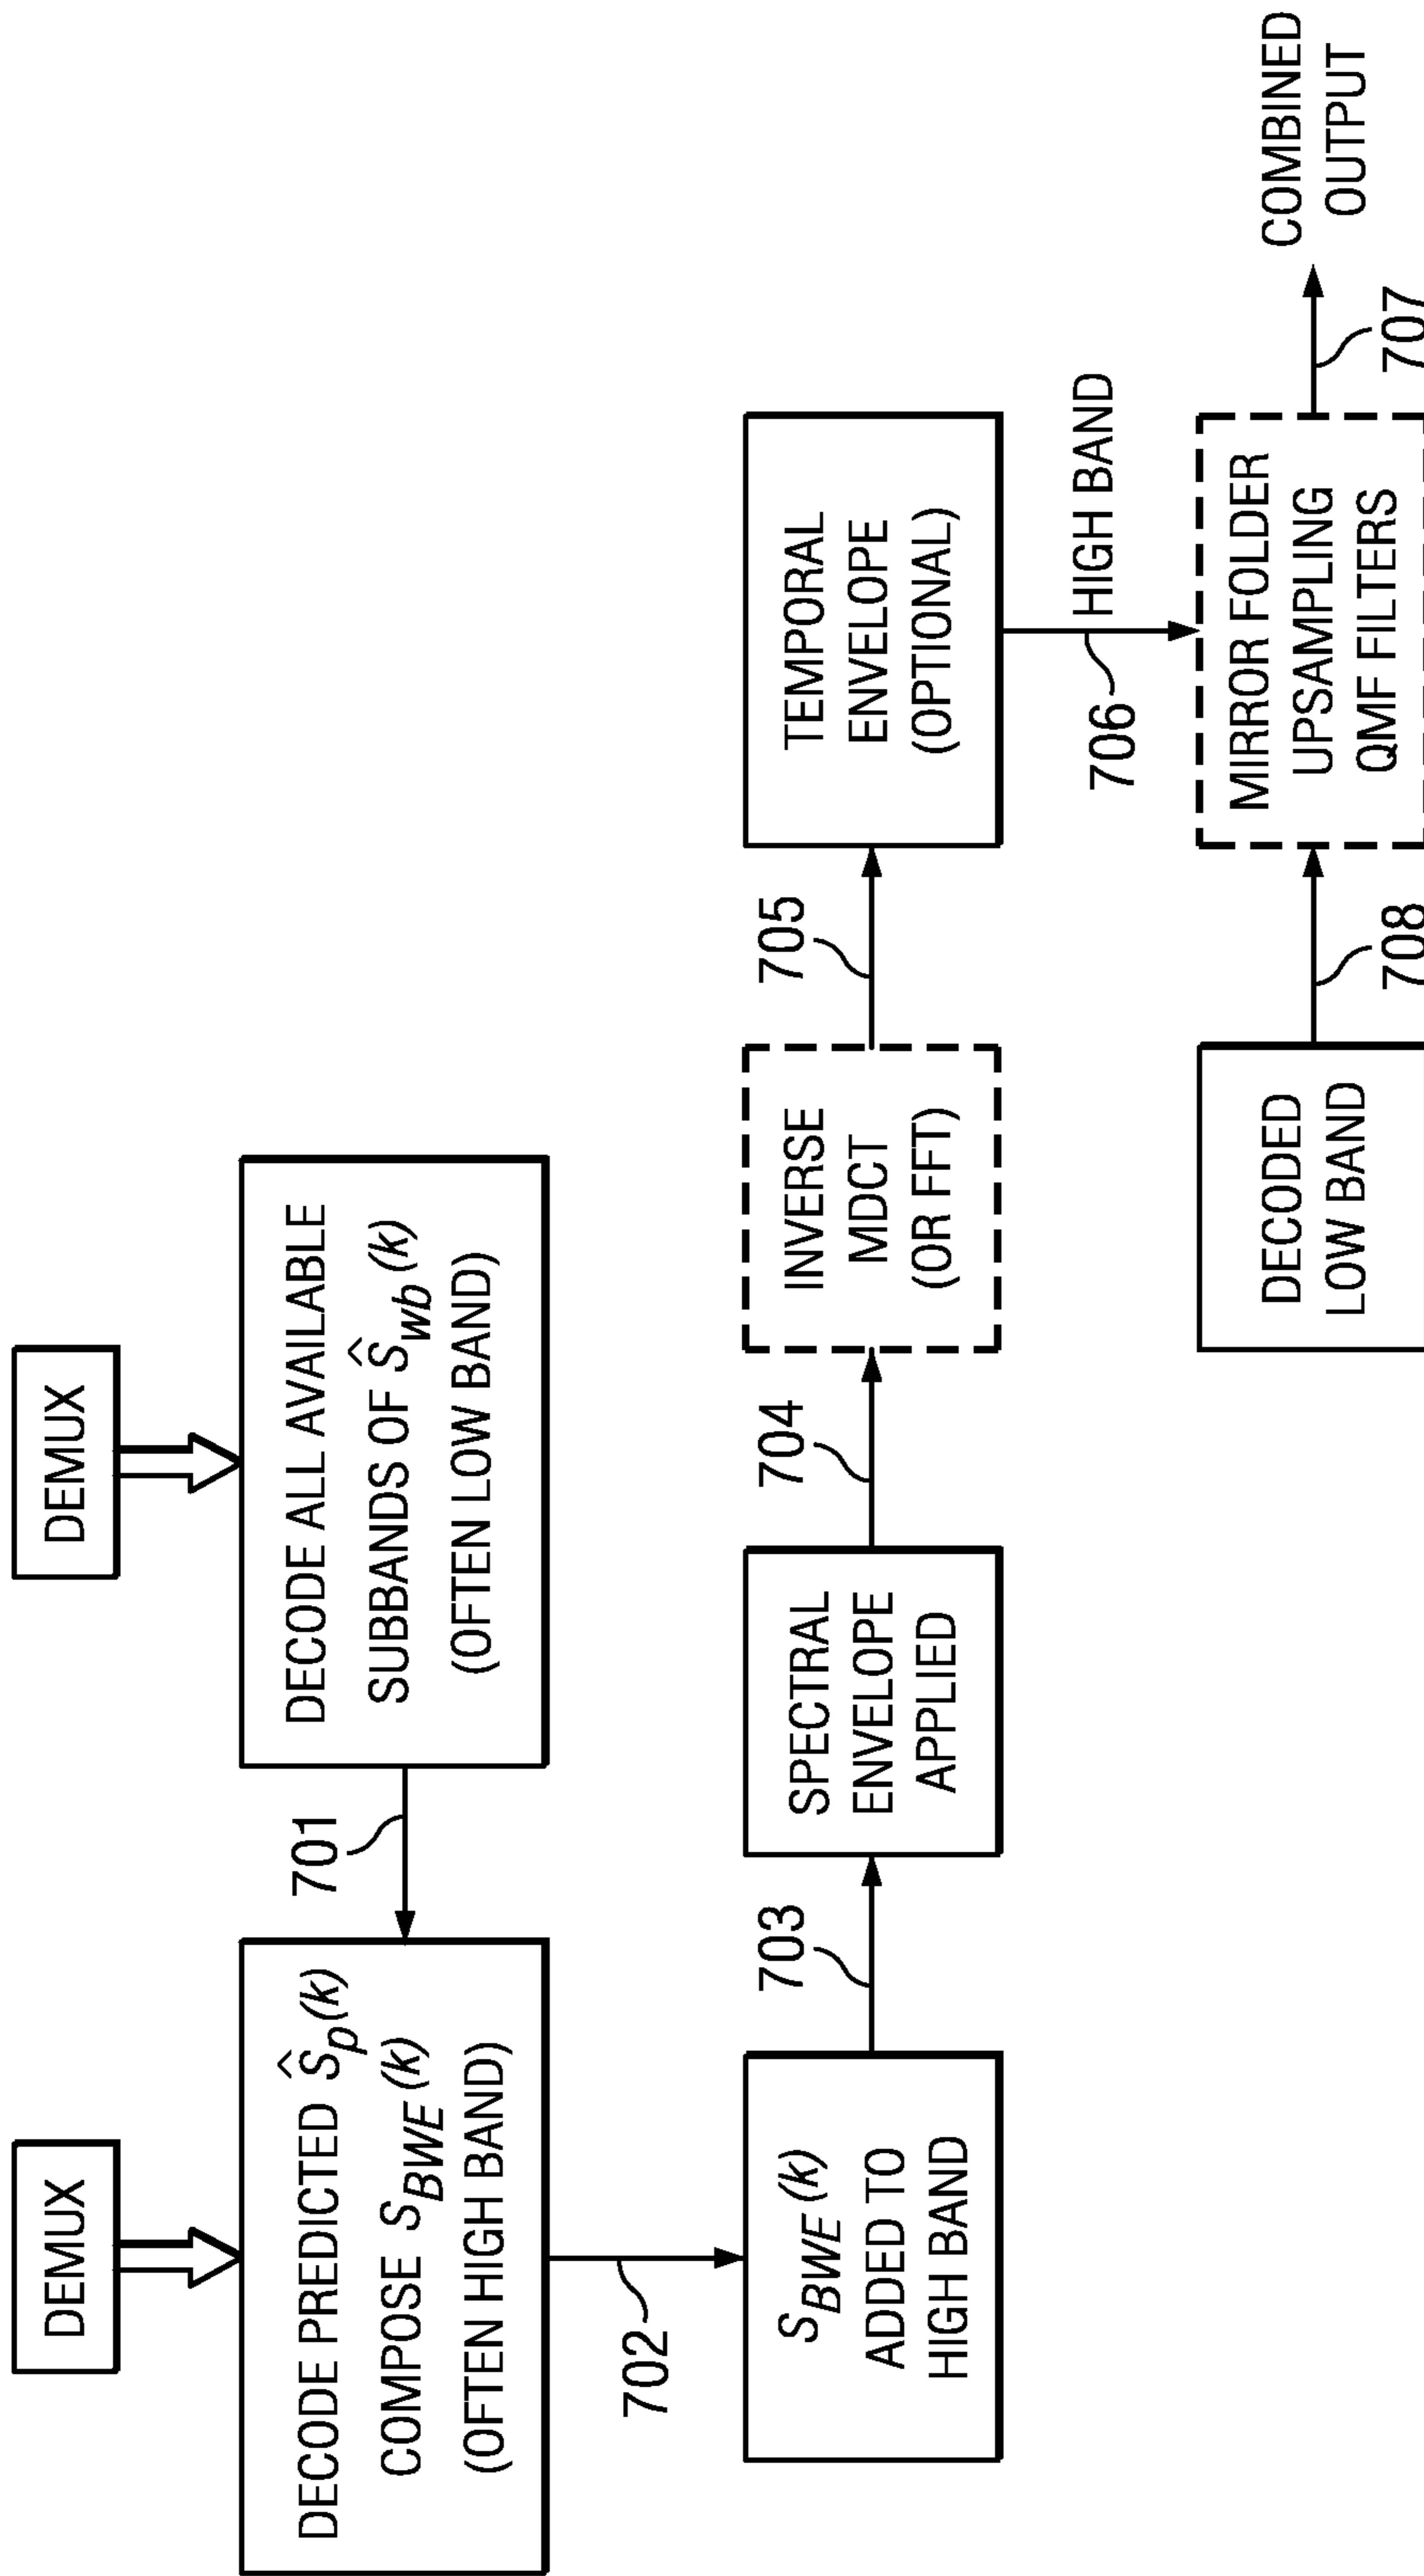 DEMUX
DECODE PREDICTED Ŝp(k)
COMPOSE SBWE(k)
(OFTEN HIGH BAND)
701
DEMUX
DECODE ALL AVAILABLE
SUBBANDS OF Ŝwb(k)
(OFTEN LOW BAND)
702
SBWE(k)
ADDED TO
HIGH BAND
703
SPECTRAL
ENVELOPE
APPLIED
704
INVERSE
MDCT
(OR FFT)
705
TEMPORAL
ENVELOPE
(OPTIONAL)
706
HIGH BAND
DECODED
LOW BAND
708
MIRROR FOLDER
UPSAMPLING
QMF FILTERS
707
COMBINED
OUTPUT